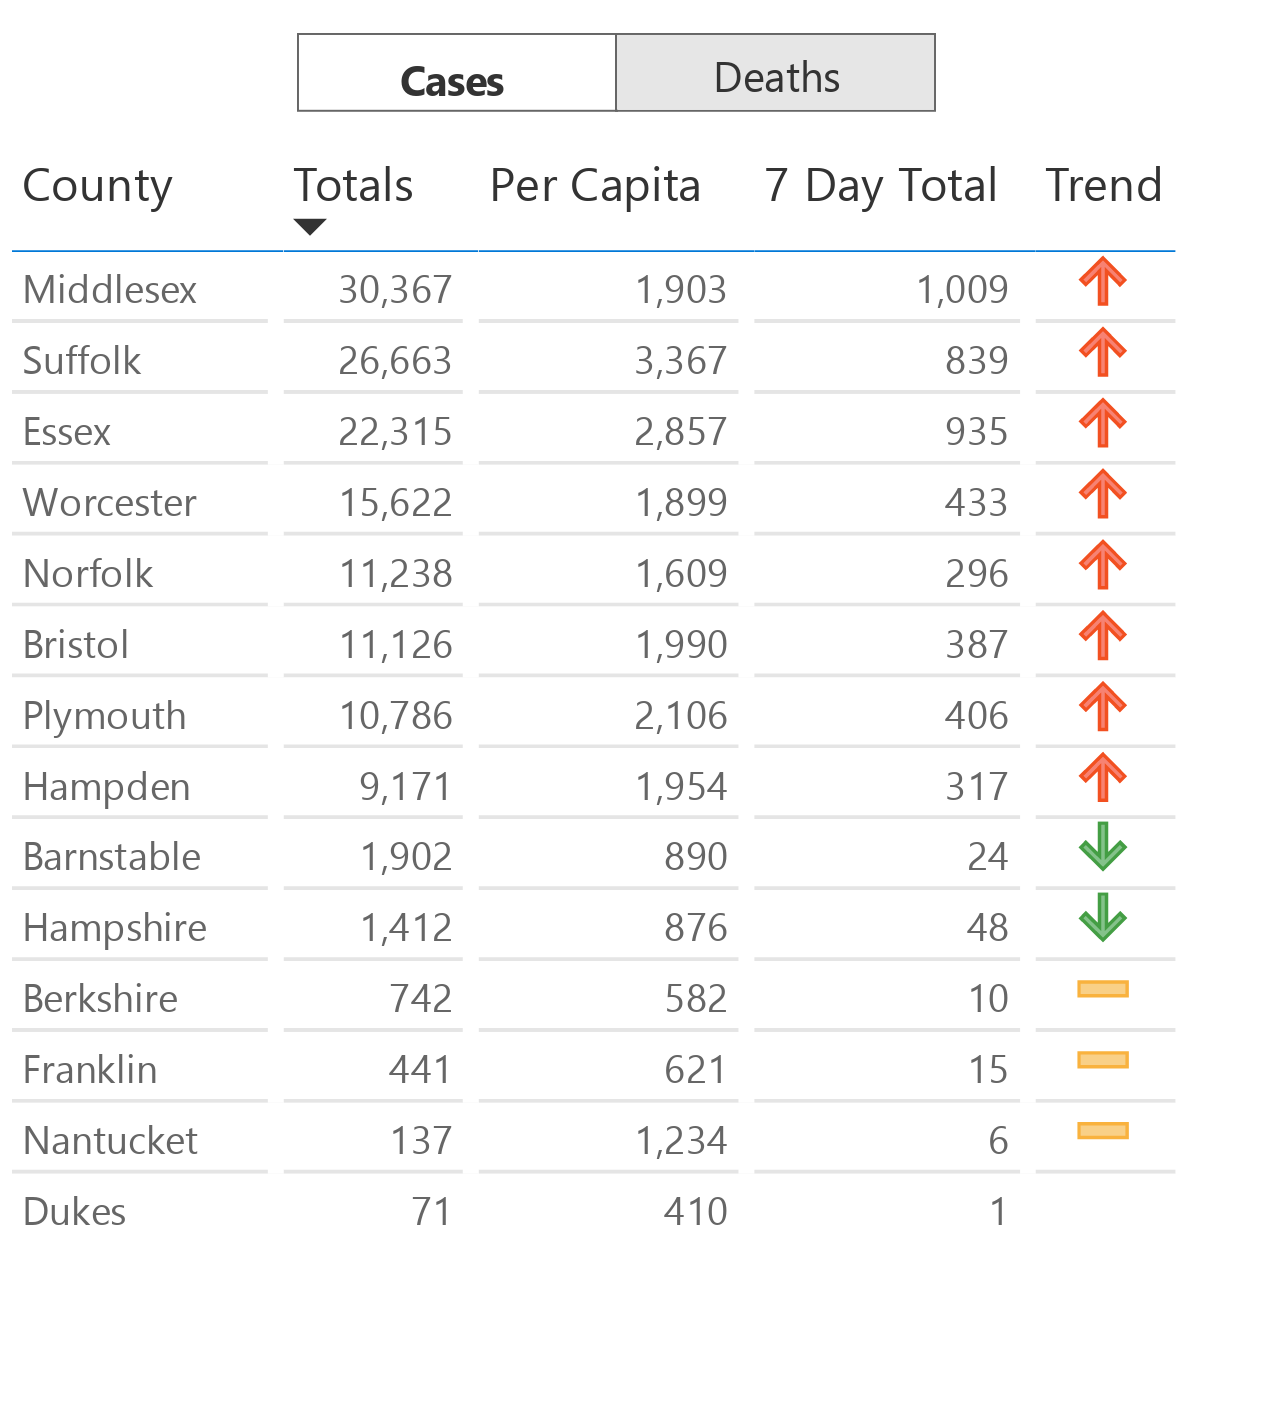 Cases Deaths
County Totals Per Capita 7 Day Total Trend
Middlesex 30,367 1,903 1,009
Suffolk 26,663 3,367 839
Essex 22,315 2,857 935
Worcester 15,622 1,899 433
Norfolk 11,238 1,609 296
Bristol 11,126 1,990 387
Plymouth 10,786 2,106 406
Hampden 9,171 1,954 317
Barnstable 1,902 890 24
Hampshire 1,412 876 48
Berkshire 742 582 10
Franklin 441 621 15
Nantucket 137 1,234 6
Dukes 71 410 1